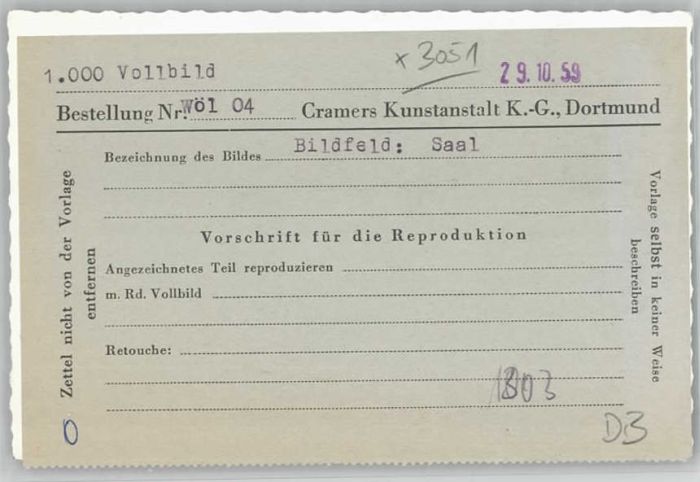 x 3051
1.000 Vollbild 29.10.59
Bestellung Nr. Wöl 04 Cramers Kunstanstalt K.-G., Dortmund
Bezeichnung des Bildes Bildfeld: Saal
Vorschrift für die Reproduktion
Angezeichnetes Teil reproduzieren
m. Rd. Vollbild
Retouche:
Zettel nicht von der Vorlage
entfernen
Vorlage selbst in keiner Weise
beschreiben
0
DB